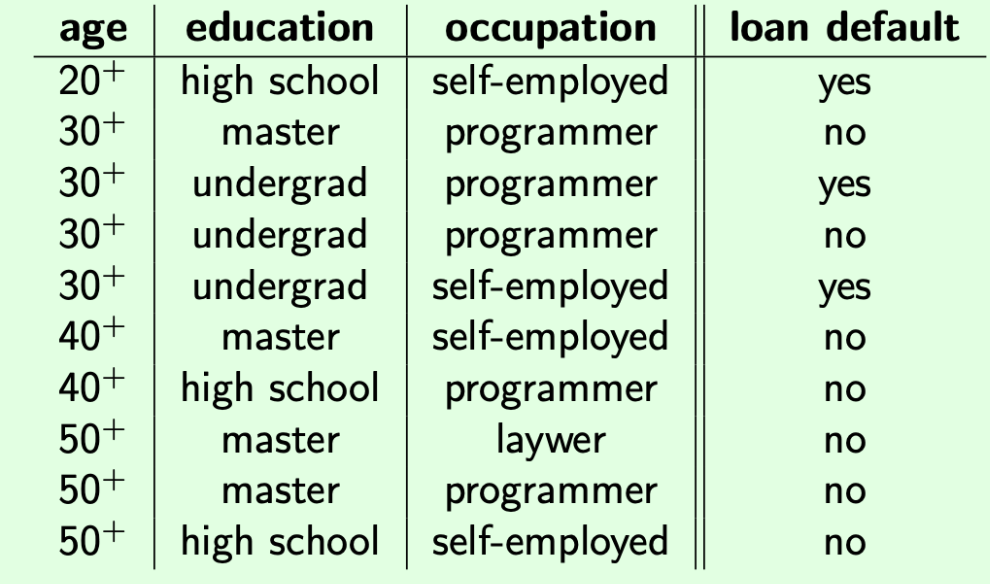 age education occupation loan default
20+ high school self-employed yes
30+ master programmer no
30+ undergrad programmer yes
30+ undergrad programmer no
30+ undergrad self-employed yes
40+ master self-employed no
40+ high school programmer no
50+ master laywer no
50+ master programmer no
50+ high school self-employed no